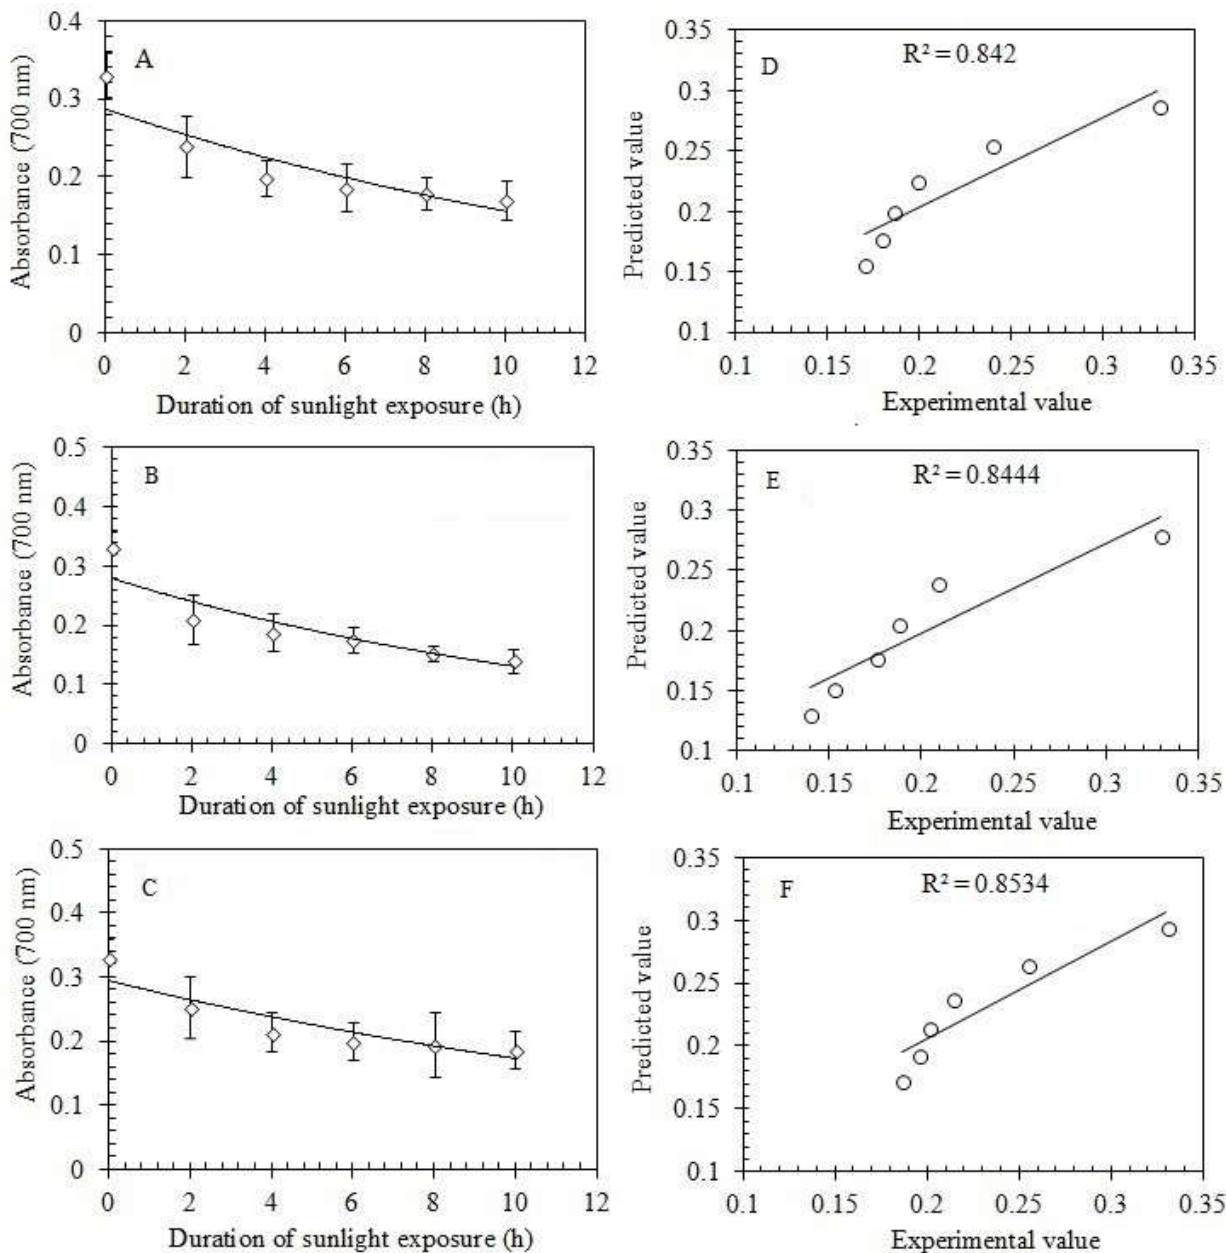 A
Absorbance (700 nm)
0.4
0.3
0.2
0.1
0
0 2 4 6 8 10 12
Duration of sunlight exposure (h)
D
R² = 0.842
Predicted value
0.35
0.3
0.25
0.2
0.15
0.1
0.1 0.15 0.2 0.25 0.3 0.35
Experimental value
B
Absorbance (700 nm)
0.5
0.4
0.3
0.2
0.1
0
0 2 4 6 8 10 12
Duration of sunlight exposure (h)
E
R² = 0.8444
Predicted value
0.35
0.3
0.25
0.2
0.15
0.1
0.1 0.15 0.2 0.25 0.3 0.35
Experimental value
C
Absorbance (700 nm)
0.5
0.4
0.3
0.2
0.1
0
0 2 4 6 8 10 12
Duration of sunlight exposure (h)
F
R² = 0.8534
Predicted value
0.35
0.3
0.25
0.2
0.15
0.1
0.1 0.15 0.2 0.25 0.3 0.35
Experimental value